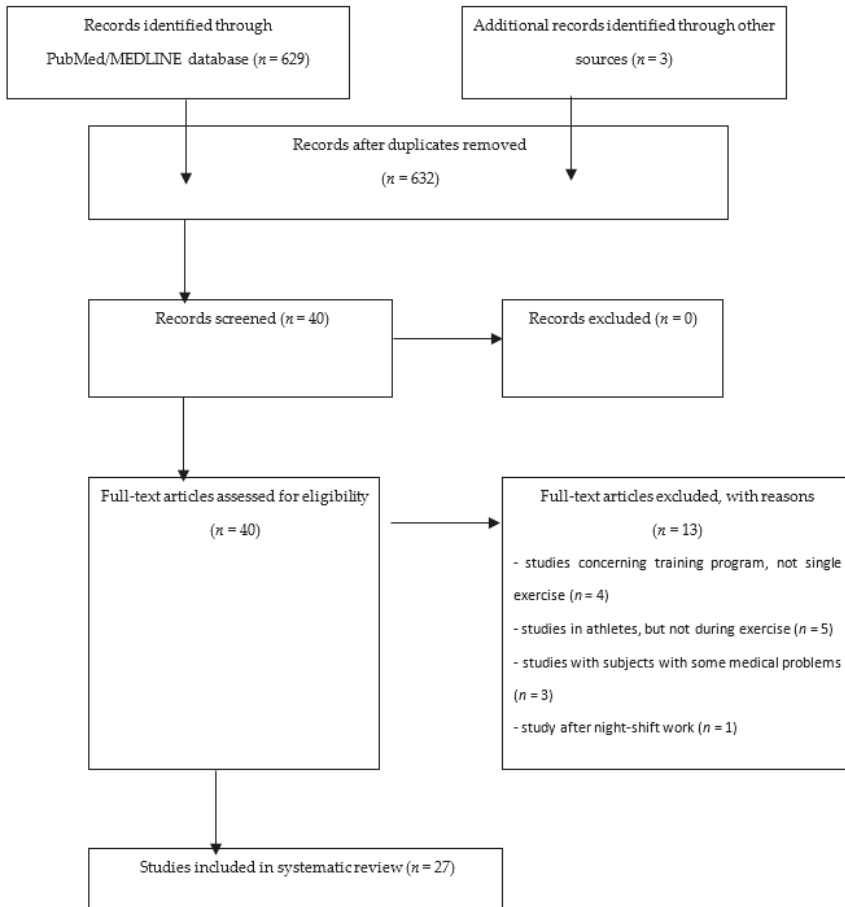 Records identified through
PubMed/MEDLINE database (n = 629)
Additional records identified through other
sources (n = 3)
Records after duplicates removed
(n = 632)
Records screened (n = 40)
Records excluded (n = 0)
Full-text articles assessed for eligibility
(n = 40)
Full-text articles excluded, with reasons
(n = 13)
- studies concerning training program, not single
exercise (n = 4)
- studies in athletes, but not during exercise (n = 5)
- studies with subjects with some medical problems
(n = 3)
- study after night-shift work (n = 1)
Studies included in systematic review (n = 27)